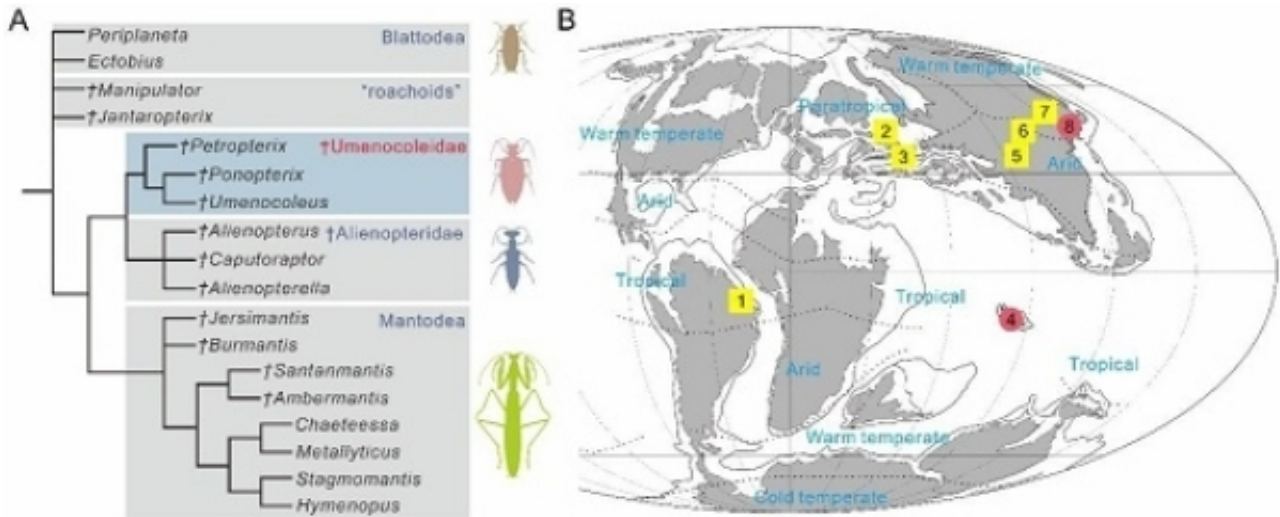 A
Periplaneta
Blattodea
Ectobius
†Manipulator
"roachoids"
†Jantaropterix
†Petropterix
†Umenocoleidae
†Ponopterix
†Umenocoleus
†Alienopterus
†Alienopteridae
†Caputoraptor
†Alienopterella
†Jersimantis
Mantodea
†Burmantis
†Santanmantis
†Ambermantis
Chaeteessa
Metallyticus
Stagmomantis
Hymenopus
B
Warm temperate
Paratropical
7
2
6
8
Warm temperate
3
5
Arid
Arid
Tropical
1
Tropical
4
Arid
Tropical
Warm temperate
Cold temperate